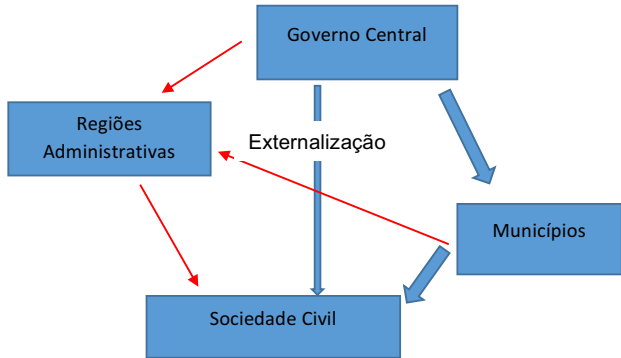 Governo Central
Regiões
Administrativas
Externalização
Municípios
Sociedade Civil